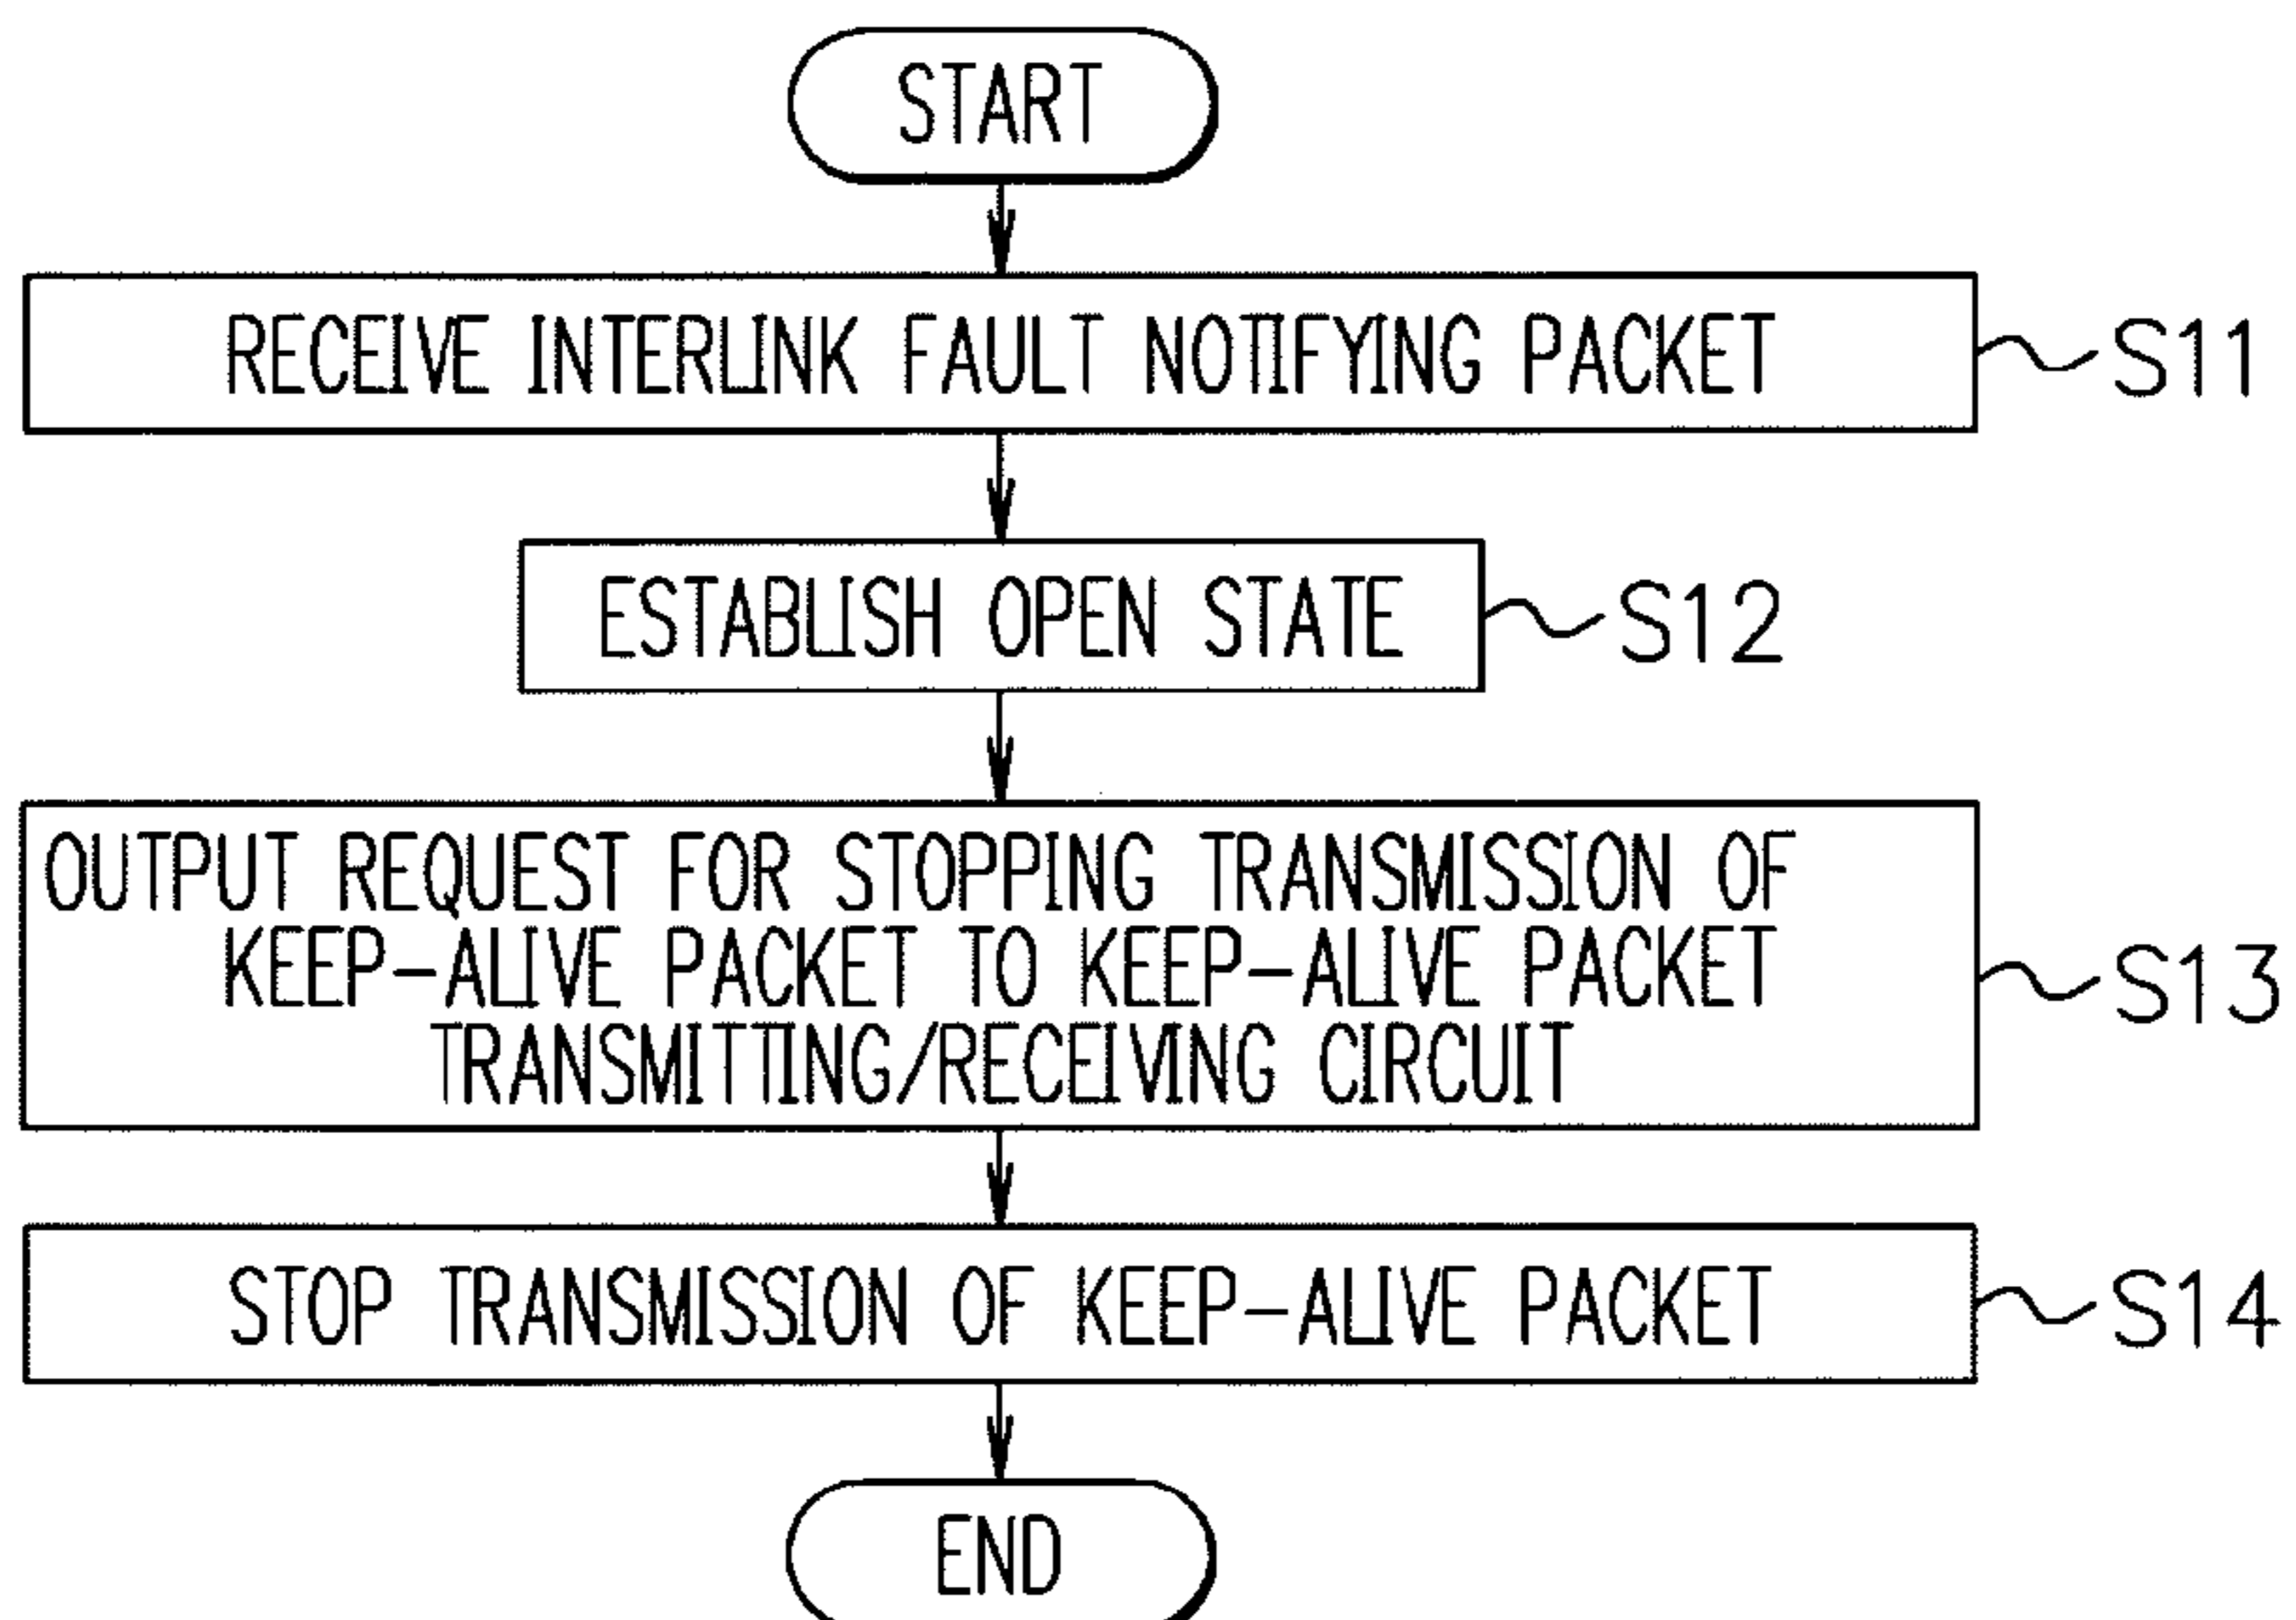 START
RECEIVE INTERLINK FAULT NOTIFYING PACKET
S11
ESTABLISH OPEN STATE
S12
OUTPUT REQUEST FOR STOPPING TRANSMISSION OF
KEEP-ALIVE PACKET TO KEEP-ALIVE PACKET
TRANSMITTING/RECEIVING CIRCUIT
S13
STOP TRANSMISSION OF KEEP-ALIVE PACKET
S14
END